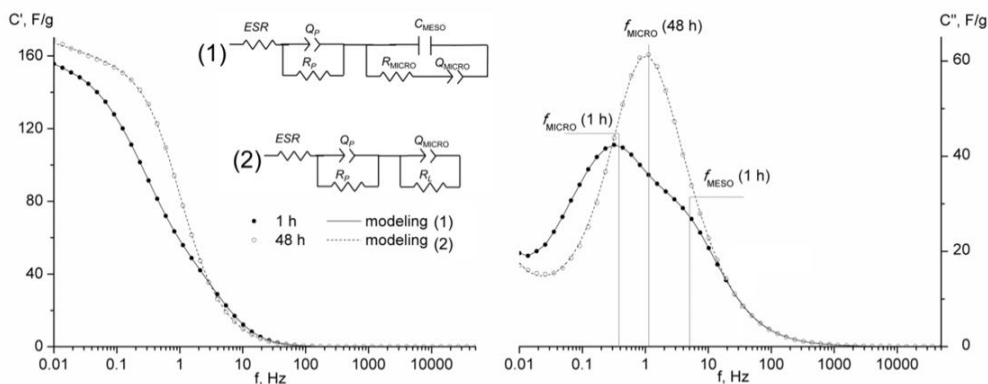 C', F/g
160
120
80
40
0
0.01
0.1
1
10
100
1000
10000
f, Hz
(1)
ESR
Q_P
R_P
C_MESO
R_MICRO
Q_MICRO
(2)
ESR
Q_P
R_P
Q_MICRO
R_L
1 h
modeling (1)
48 h
modeling (2)
C", F/g
60
40
20
0
0.01
0.1
1
10
100
1000
10000
f, Hz
f_MICRO (48 h)
f_MICRO (1 h)
f_MESO (1 h)